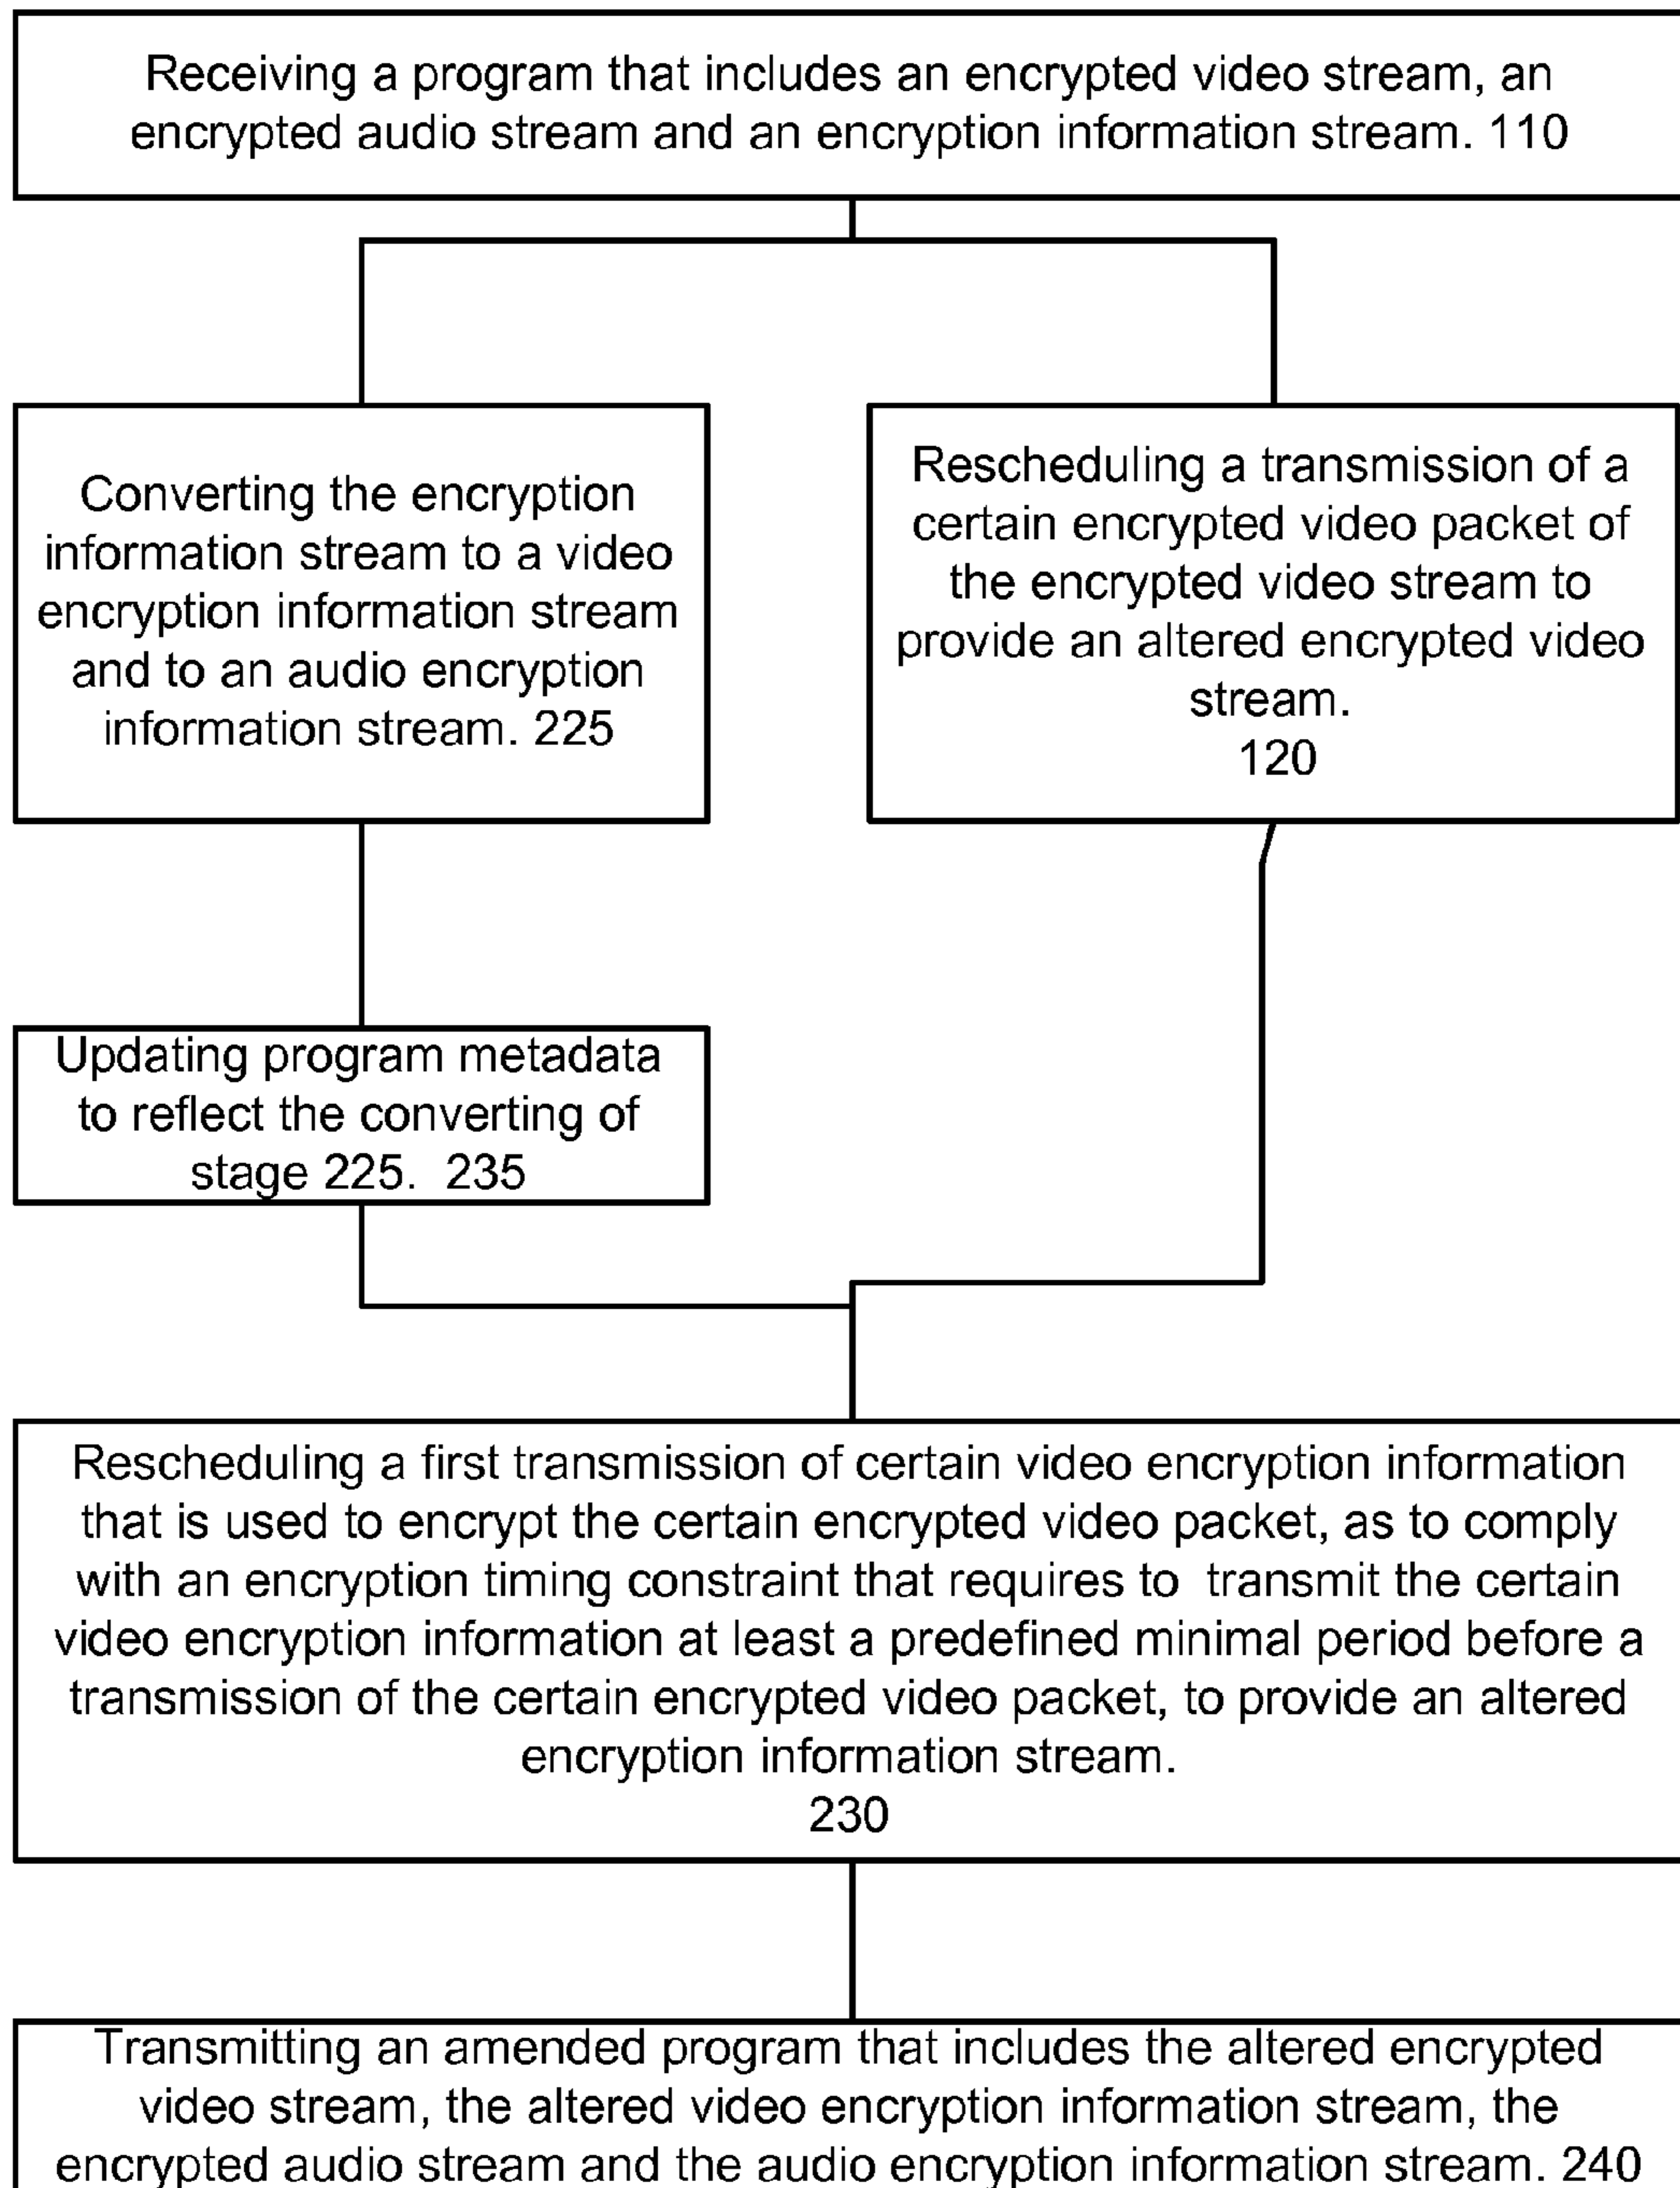 Receiving a program that includes an encrypted video stream, an
encrypted audio stream and an encryption information stream. 110
Converting the encryption
information stream to a video
encryption information stream
and to an audio encryption
information stream. 225
Rescheduling a transmission of a
certain encrypted video packet of
the encrypted video stream to
provide an altered encrypted video
stream.
120
Updating program metadata
to reflect the converting of
stage 225.  235
Rescheduling a first transmission of certain video encryption information
that is used to encrypt the certain encrypted video packet, as to comply
with an encryption timing constraint that requires to  transmit the certain
video encryption information at least a predefined minimal period before a
transmission of the certain encrypted video packet, to provide an altered
encryption information stream.
230
Transmitting an amended program that includes the altered encrypted
video stream, the altered video encryption information stream, the
encrypted audio stream and the audio encryption information stream. 240